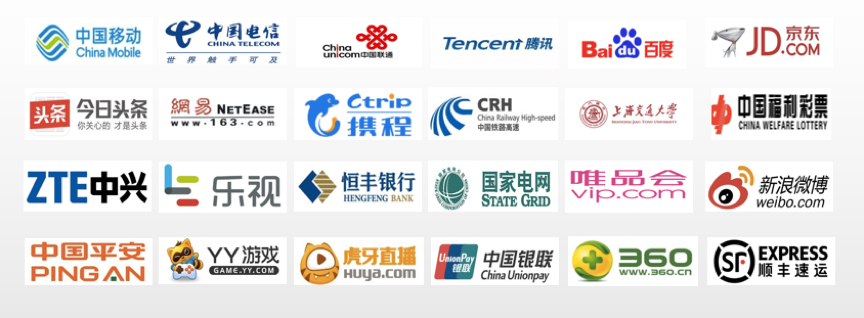 中国移动
China Mobile
中国电信
CHINA TELECOM
世界触手可及
China
unicom中国联通
Tencent 腾讯
Bai du 百度
JD 京东
.COM
头条 今日头条
你关心的 才是头条
網易 NETEASE
www.163.com
Ctrip
携程
CRH
China Railway High-speed
中国铁路高速
上海交通大学
SHANGHAI JIAO TONG UNIVERSITY
中国福利彩票
CHINA WELFARE LOTTERY
ZTE中兴
乐视
恒丰银行
HENGFENG BANK
国家电网
STATE GRID
唯品会
vip.com
新浪微博
weibo.com
中国平安
PING AN
YY游戏
GAME.YY.COM
虎牙直播
Huya.com
UnionPay
银联
中国银联
China Unionpay
360
www.360.cn
SF EXPRESS
顺丰速运